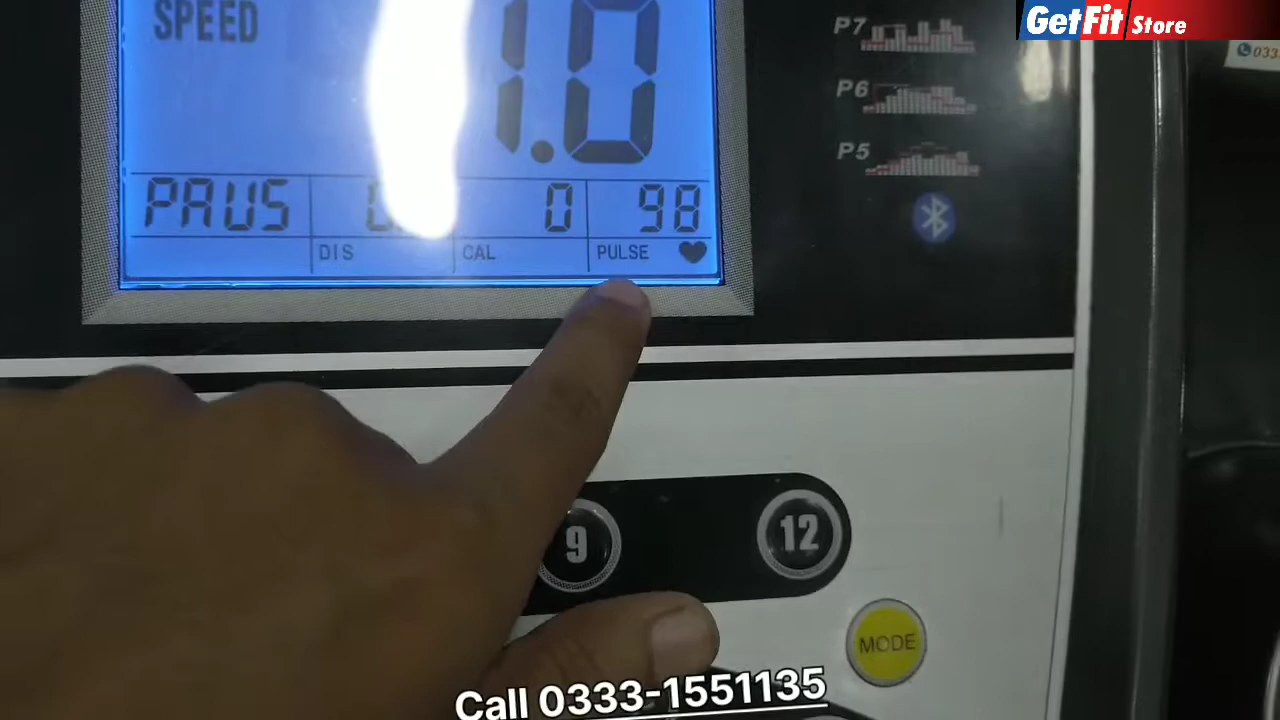 GetFit Store
SPEED
1.0
P7
P6
P5
PAUS
0
98
DIS
CAL
PULSE
9
12
MODE
Call 0333-1551135